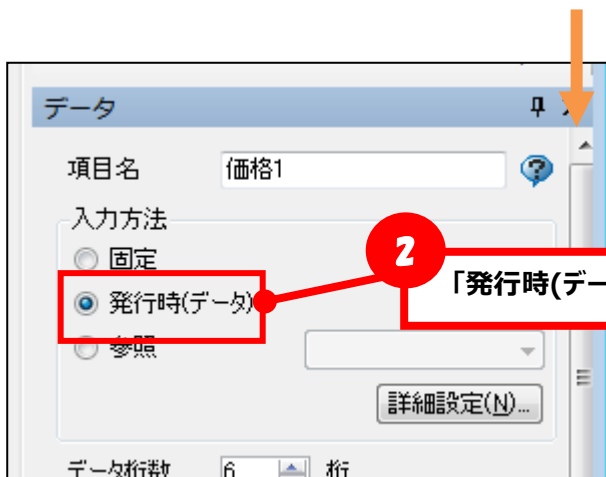 データ
項目名 価格1
入力方法
固定
2
発行時(データ)
「発行時(デー
参照
詳細設定(N)...
データ桁数 6 桁